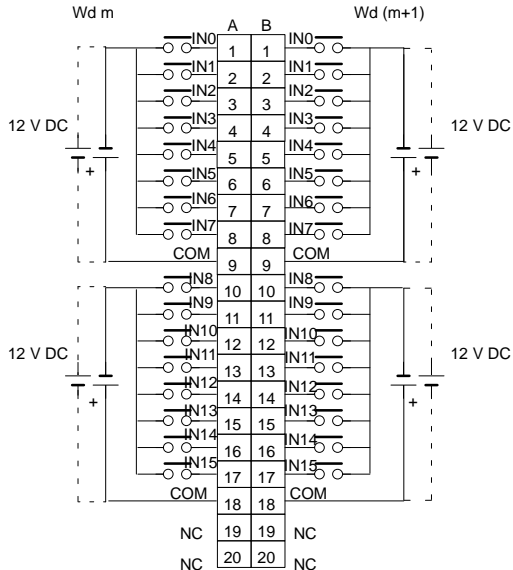 Wd m A B Wd (m+1)
IN0 1 1 IN0
IN1 2 2 IN1
IN2 3 3 IN2
12 V DC IN3 4 4 IN3 12 V DC
IN4 5 5 IN4
+ IN5 6 6 IN5 +
IN6 7 7 IN6
IN7 8 8 IN7
COM 9 9 COM
IN8 10 10 IN8
IN9 11 11 IN9
IN10 12 12 IN10
12 V DC IN11 13 13 IN11 12 V DC
IN12 14 14 IN12
+ IN13 15 15 IN13 +
IN14 16 16 IN14
IN15 17 17 IN15
COM 18 18 COM
NC 19 19 NC
NC 20 20 NC